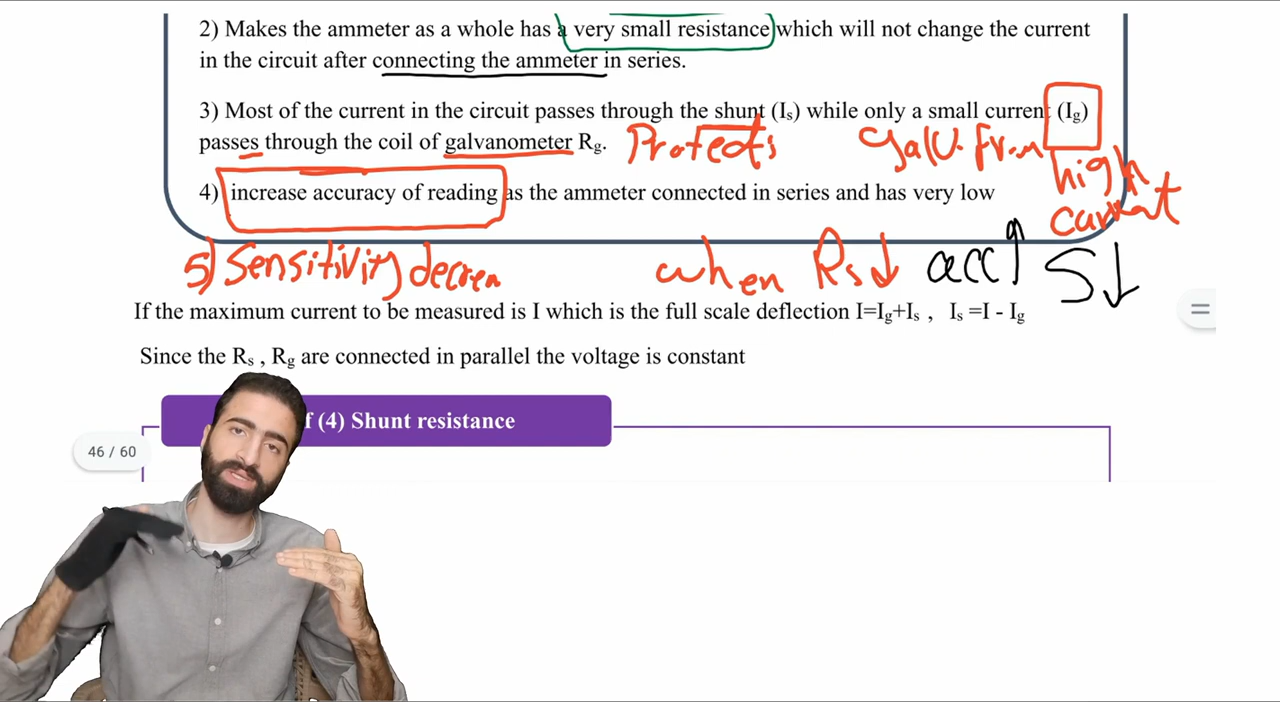 2) Makes the ammeter as a whole has a very small resistance which will not change the current
in the circuit after connecting the ammeter in series.
3) Most of the current in the circuit passes through the shunt (Is) while only a small current (Ig)
passes through the coil of galvanometer Rg. Protects galv. from high current
4) increase accuracy of reading as the ammeter connected in series and has very low
5) Sensitivity decrea when Rs↓ acc↑ S↓
If the maximum current to be measured is I which is the full scale deflection I=Ig+Is , Is =I - Ig
Since the Rs , Rg are connected in parallel the voltage is constant
f (4) Shunt resistance
46 / 60